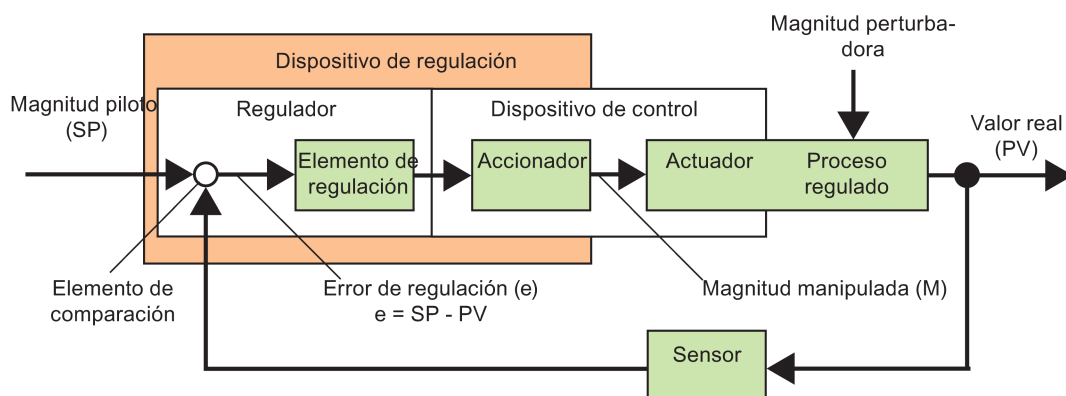 Magnitud perturba-
dora
Dispositivo de regulación
Magnitud piloto
(SP)
Regulador
Dispositivo de control
Valor real
(PV)
Elemento de
regulación
Accionador
Actuador
Proceso
regulado
Elemento de
comparación
Error de regulación (e)
e = SP - PV
Magnitud manipulada (M)
Sensor